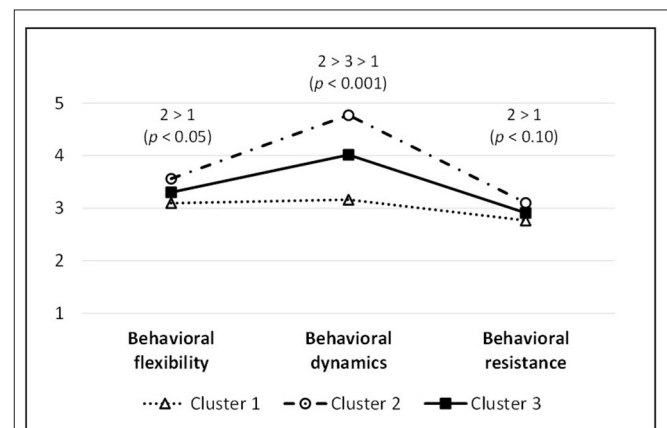 2 > 3 > 1
(p < 0.001)
2 > 1
(p < 0.05)
2 > 1
(p < 0.10)
5
4
3
2
1
Behavioral
flexibility
Behavioral
dynamics
Behavioral
resistance
Cluster 1
Cluster 2
Cluster 3